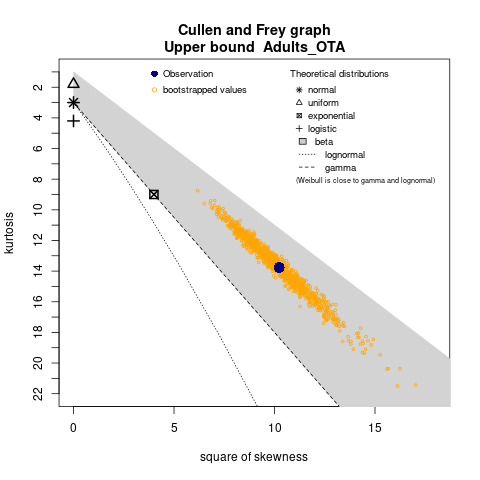 Cullen and Frey graph
Upper bound  Adults_OTA
Observation
bootstrapped values
Theoretical distributions
normal
uniform
exponential
logistic
beta
lognormal
gamma
(Weibull is close to gamma and lognormal)
kurtosis
2
4
6
8
10
12
14
16
18
20
22
0
5
10
15
square of skewness